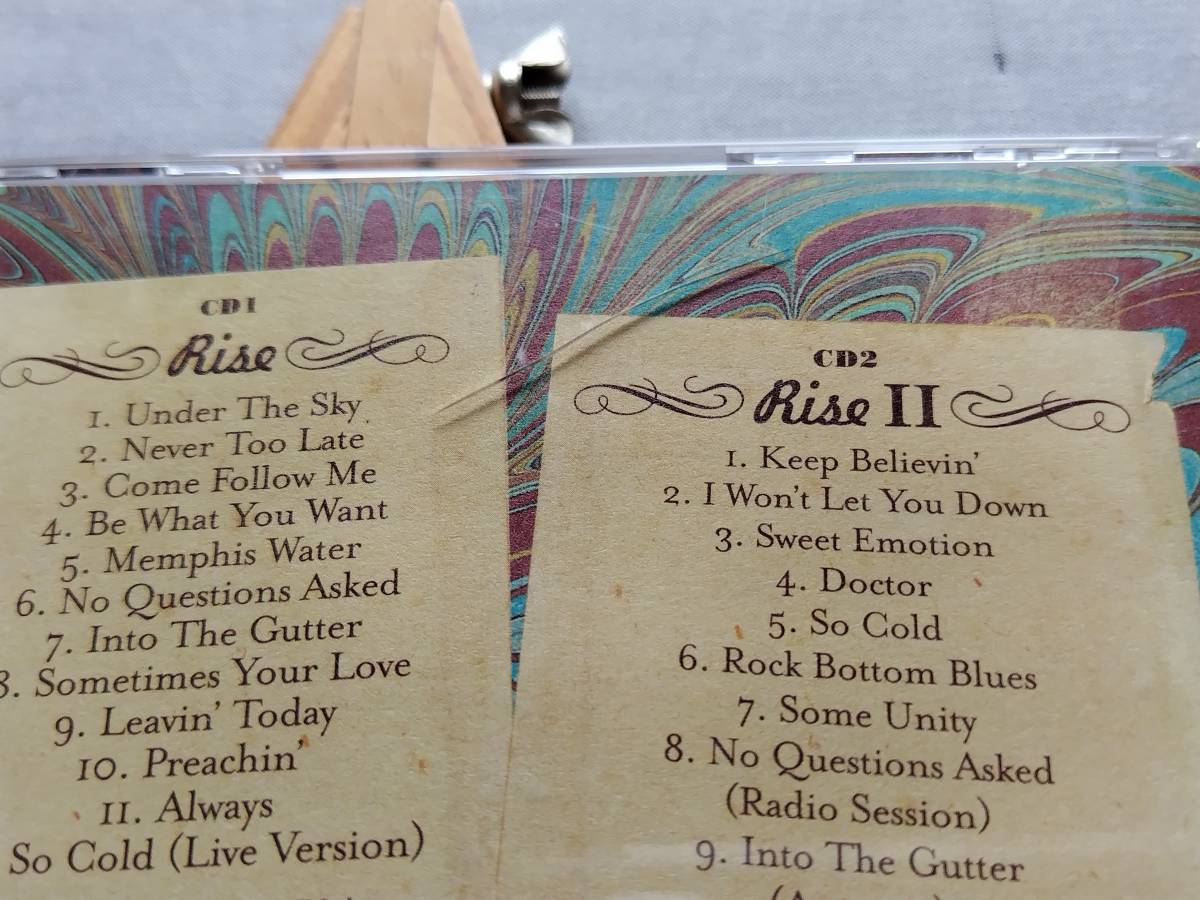 CD1
Rise
1. Under The Sky
2. Never Too Late
3. Come Follow Me
4. Be What You Want
5. Memphis Water
6. No Questions Asked
7. Into The Gutter
8. Sometimes Your Love
9. Leavin' Today
10. Preachin'
11. Always
So Cold (Live Version)
CD2
Rise II
1. Keep Believin'
2. I Won't Let You Down
3. Sweet Emotion
4. Doctor
5. So Cold
6. Rock Bottom Blues
7. Some Unity
8. No Questions Asked
(Radio Session)
9. Into The Gutter